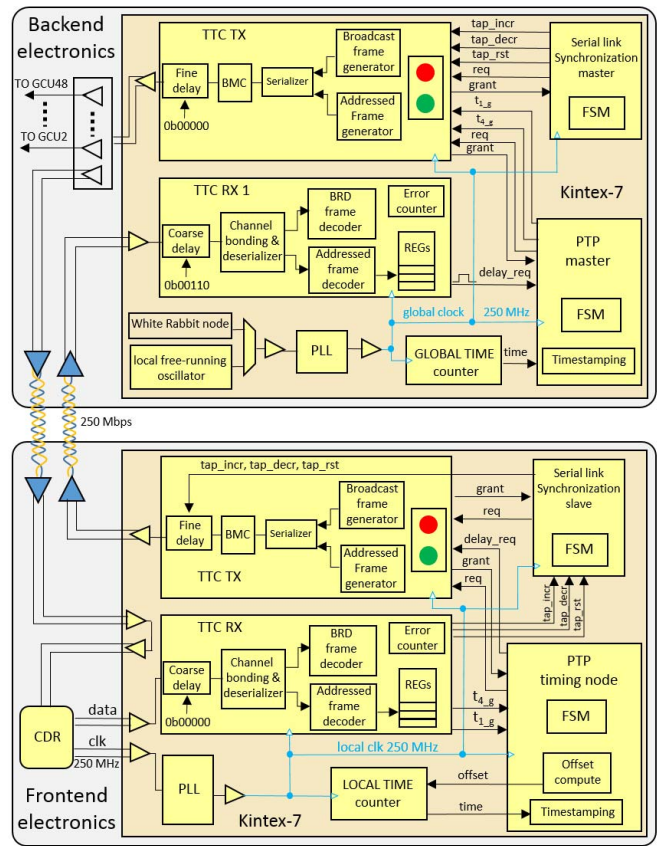 Backend
electronics
TTC TX
Fine
delay
BMC
Serializer
Broadcast
frame
generator
Addressed
Frame
generator
0b00000
tap_incr
tap_decr
tap_rst
req
grant
t1_g
t4_g
req
grant
Serial link
Synchronization
master
FSM
TO GCU48
TO GCU2
Kintex-7
TTC RX 1
Coarse
delay
0b00110
Channel
bonding &
deserializer
BRD
frame
decoder
Addressed
frame
decoder
Error
counter
REGs
delay_req
PTP
master
FSM
Timestamping
White Rabbit node
local free-running
oscillator
PLL
global clock
250 MHz
GLOBAL TIME
counter
time
250 Mbps
tap_incr, tap_decr, tap_rst
Fine
delay
BMC
Serializer
Broadcast
frame
generator
Addressed
Frame
generator
TTC TX
grant
req
delay_req
grant
req
Serial link
Synchronization
slave
FSM
tap_incr
tap_decr
tap_rst
TTC RX
Coarse
delay
0b00000
Channel
bonding &
deserializer
BRD
frame
decoder
Addressed
frame
decoder
Error
counter
REGs
t4_g
t1_g
PTP
timing node
FSM
Offset
compute
Timestamping
CDR
data
clk
250 MHz
PLL
local clk 250 MHz
LOCAL TIME
counter
offset
time
Frontend
electronics
Kintex-7